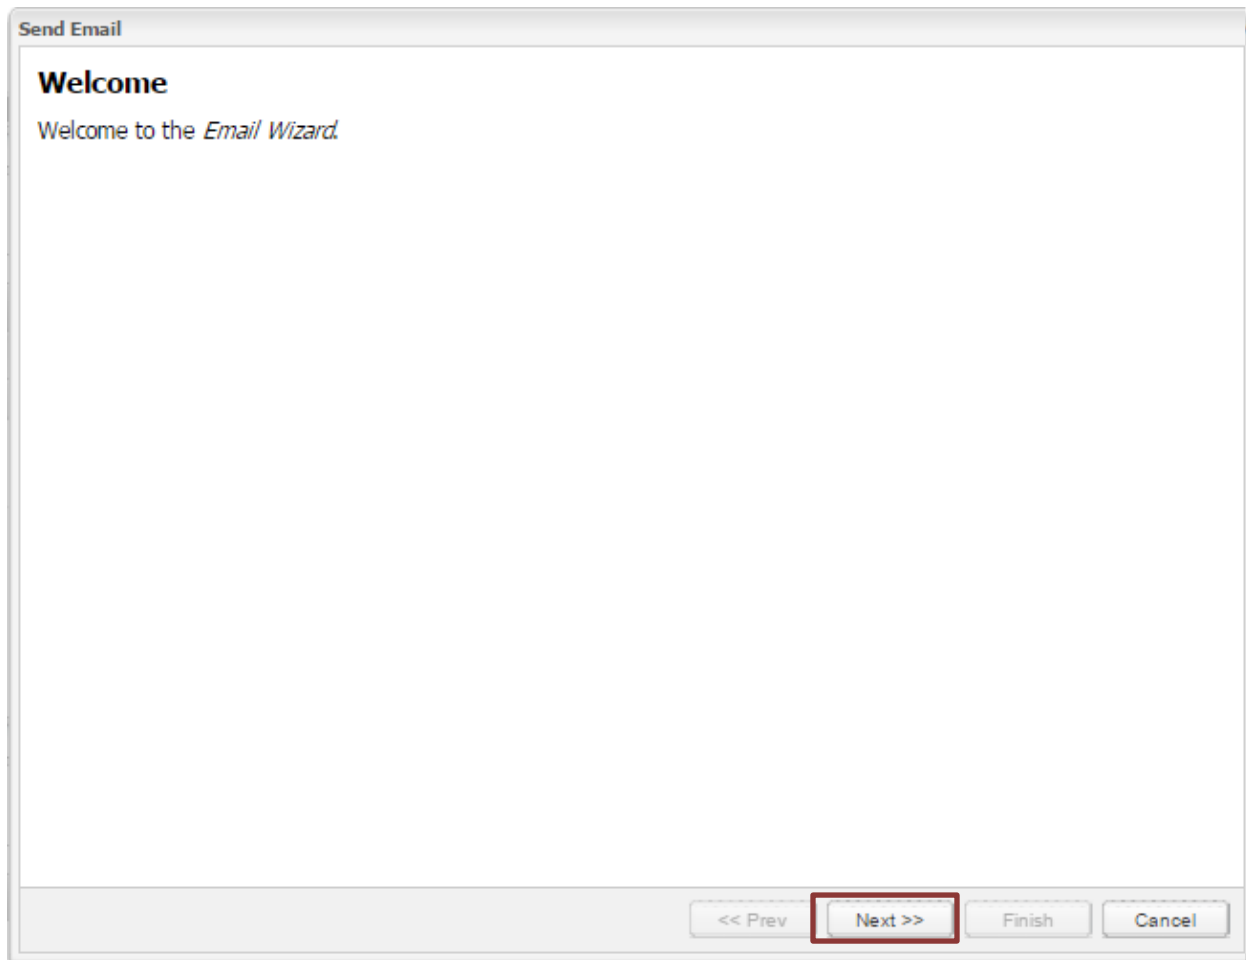 Send Email
Welcome
Welcome to the Email Wizard.
<< Prev Next >> Finish Cancel